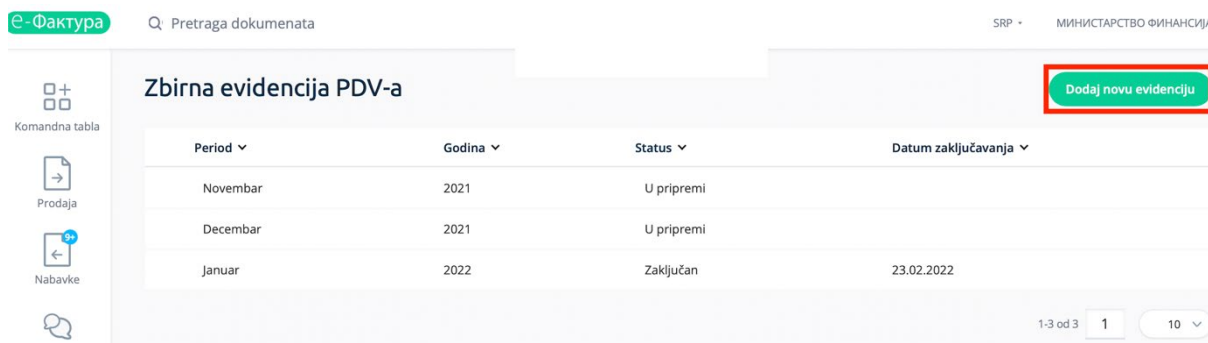 е-Фактура
Pretraga dokumenata
SRP
МИНИСТАРСТВО ФИНАНСИЈА
Zbirna evidencija PDV-a
Dodaj novu evidenciju
Komandna tabla
Period Godina Status Datum zaključavanja
Novembar 2021 U pripremi
Prodaja
Decembar 2021 U pripremi
9+
Nabavke
Januar 2022 Zaključan 23.02.2022
1-3 od 3 1 10